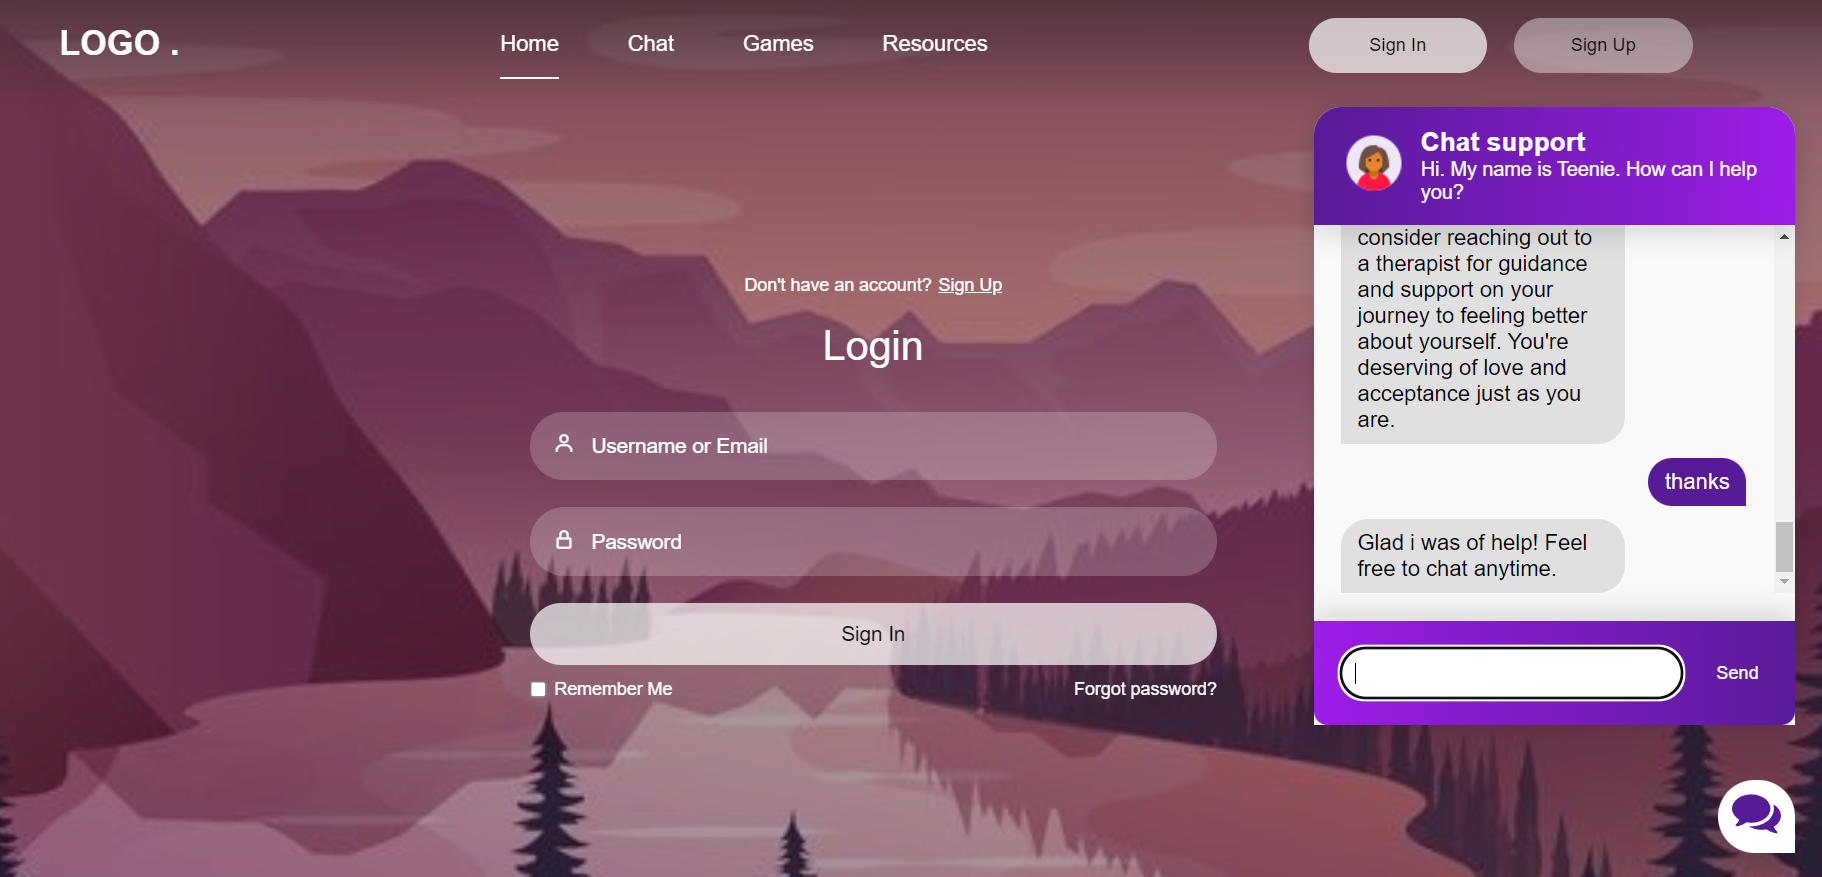 LOGO .
Home
Chat
Games
Resources
Sign In
Sign Up
Don't have an account? Sign Up
Login
Username or Email
Password
Sign In
Remember Me
Forgot password?
Chat support
Hi. My name is Teenie. How can I help
you?
consider reaching out to
a therapist for guidance
and support on your
journey to feeling better
about yourself. You're
deserving of love and
acceptance just as you
are.
thanks
Glad i was of help! Feel
free to chat anytime.
Send